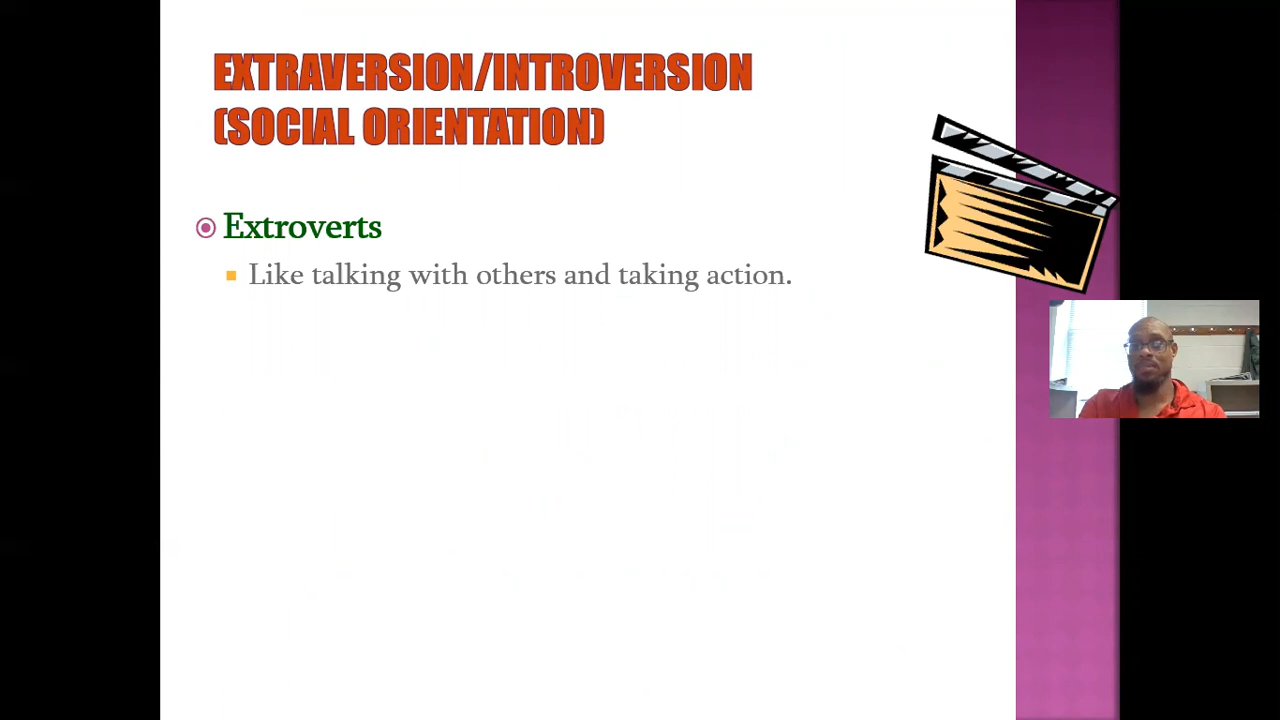 EXTRAVERSION/INTROVERSION
(SOCIAL ORIENTATION)
Extroverts
Like talking with others and taking action.